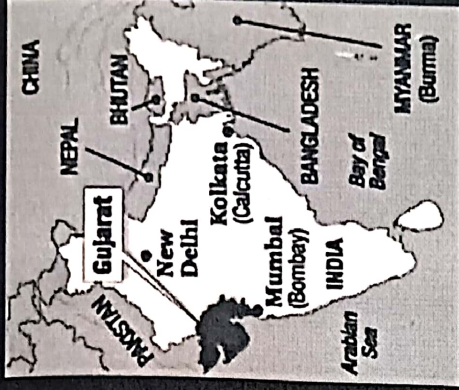 CHINA
NEPAL
BHUTAN
Gujarat
PAKISTAN
New
Delhi
Kolkata
(Calcutta)
BANGLADESH
MYANMAR
(Burma)
Mumbai
(Bombay)
INDIA
Bay of
Bengal
Arabian
Sea